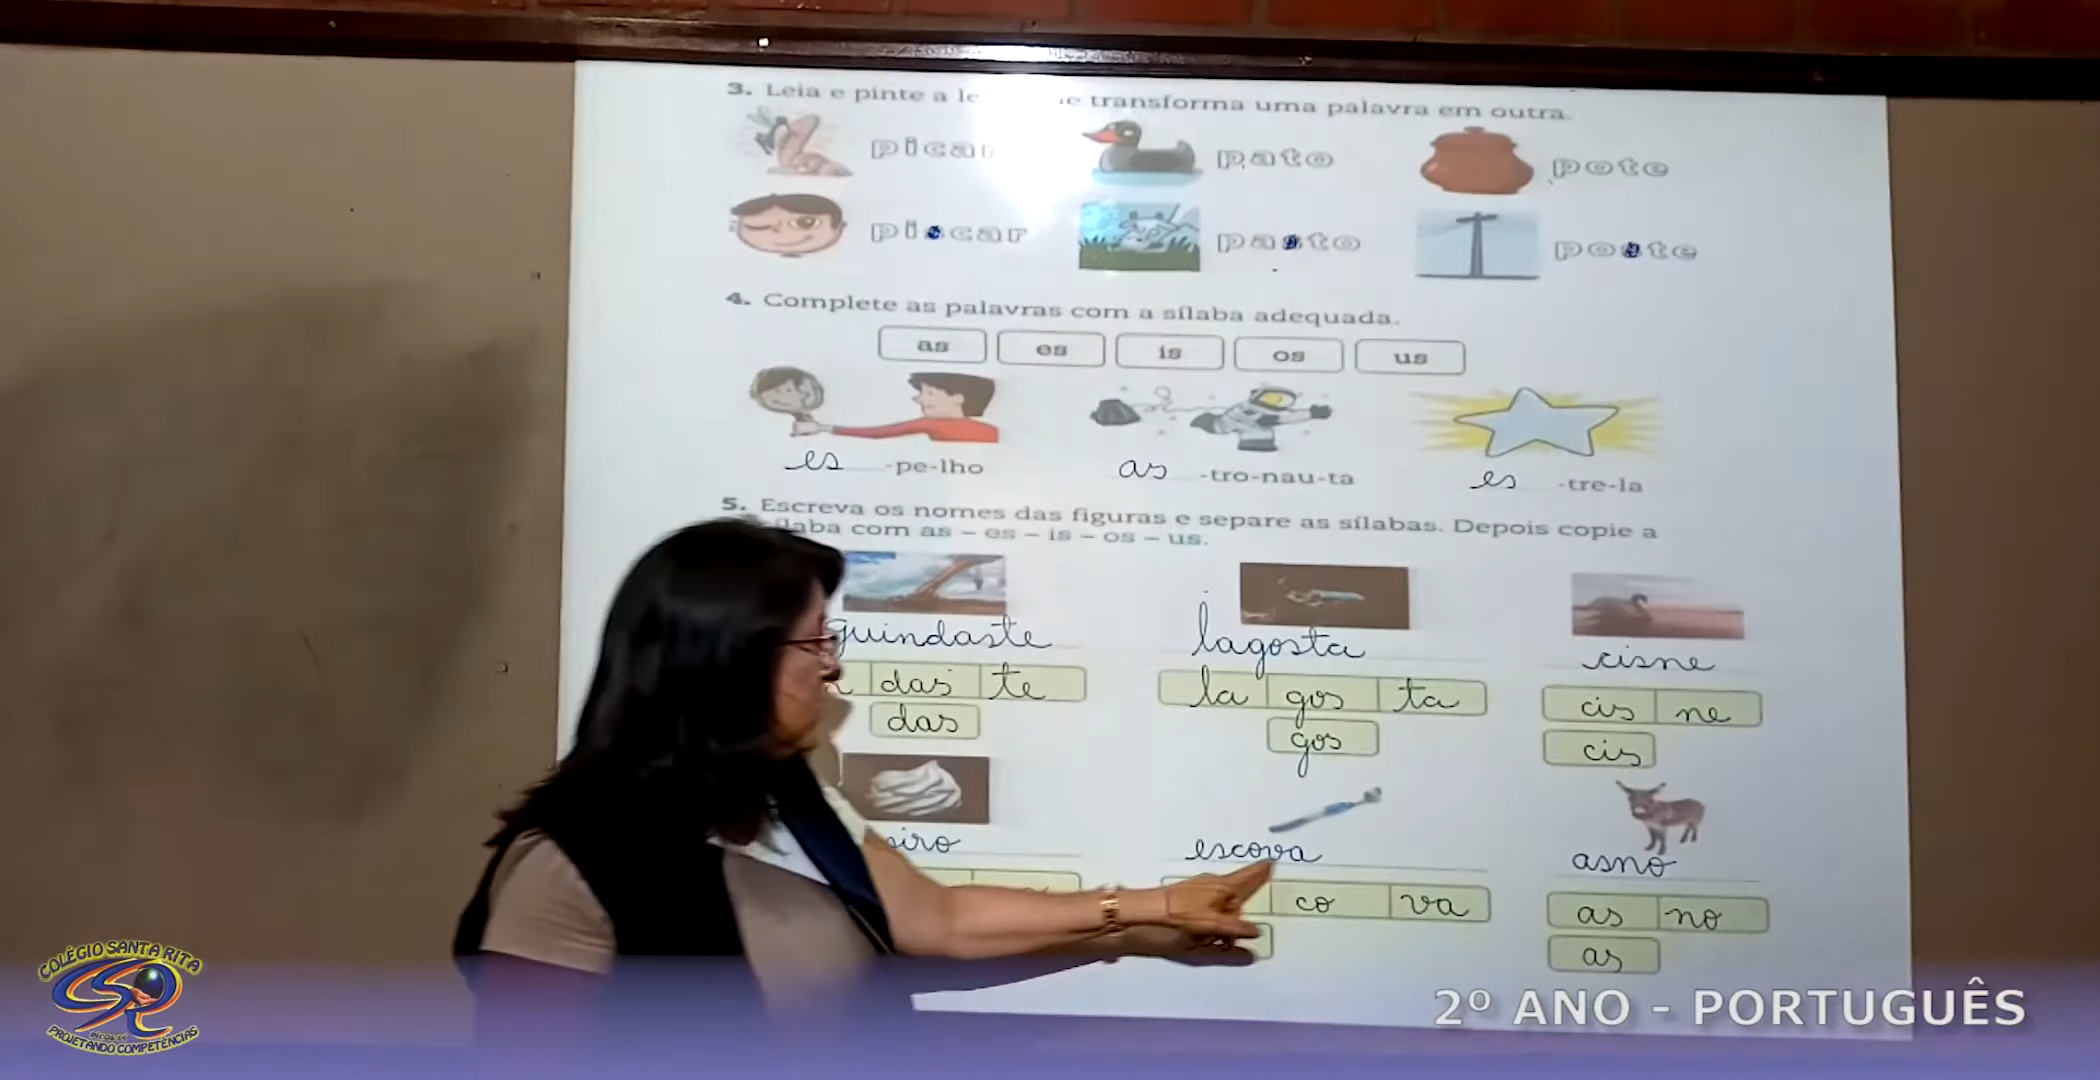 3. Leia e pinte a transforma uma palavra em outra.
picar pato pote
piscar pasto poste
4. Complete as palavras com a sílaba adequada.
as es is os us
es -pe-lho as -tro-nau-ta es -tre-la
5. Escreva os nomes das figuras e separe as sílabas. Depois copie a
com as – es – is – os – us.
guindaste lagosta cisne
das te la gos ta cis ne
das gos cis
escova asno
co va as no
as
COLÉGIO SANTA RITA
PROJETANDO COMPETÊNCIAS
2º ANO - PORTUGUÊS